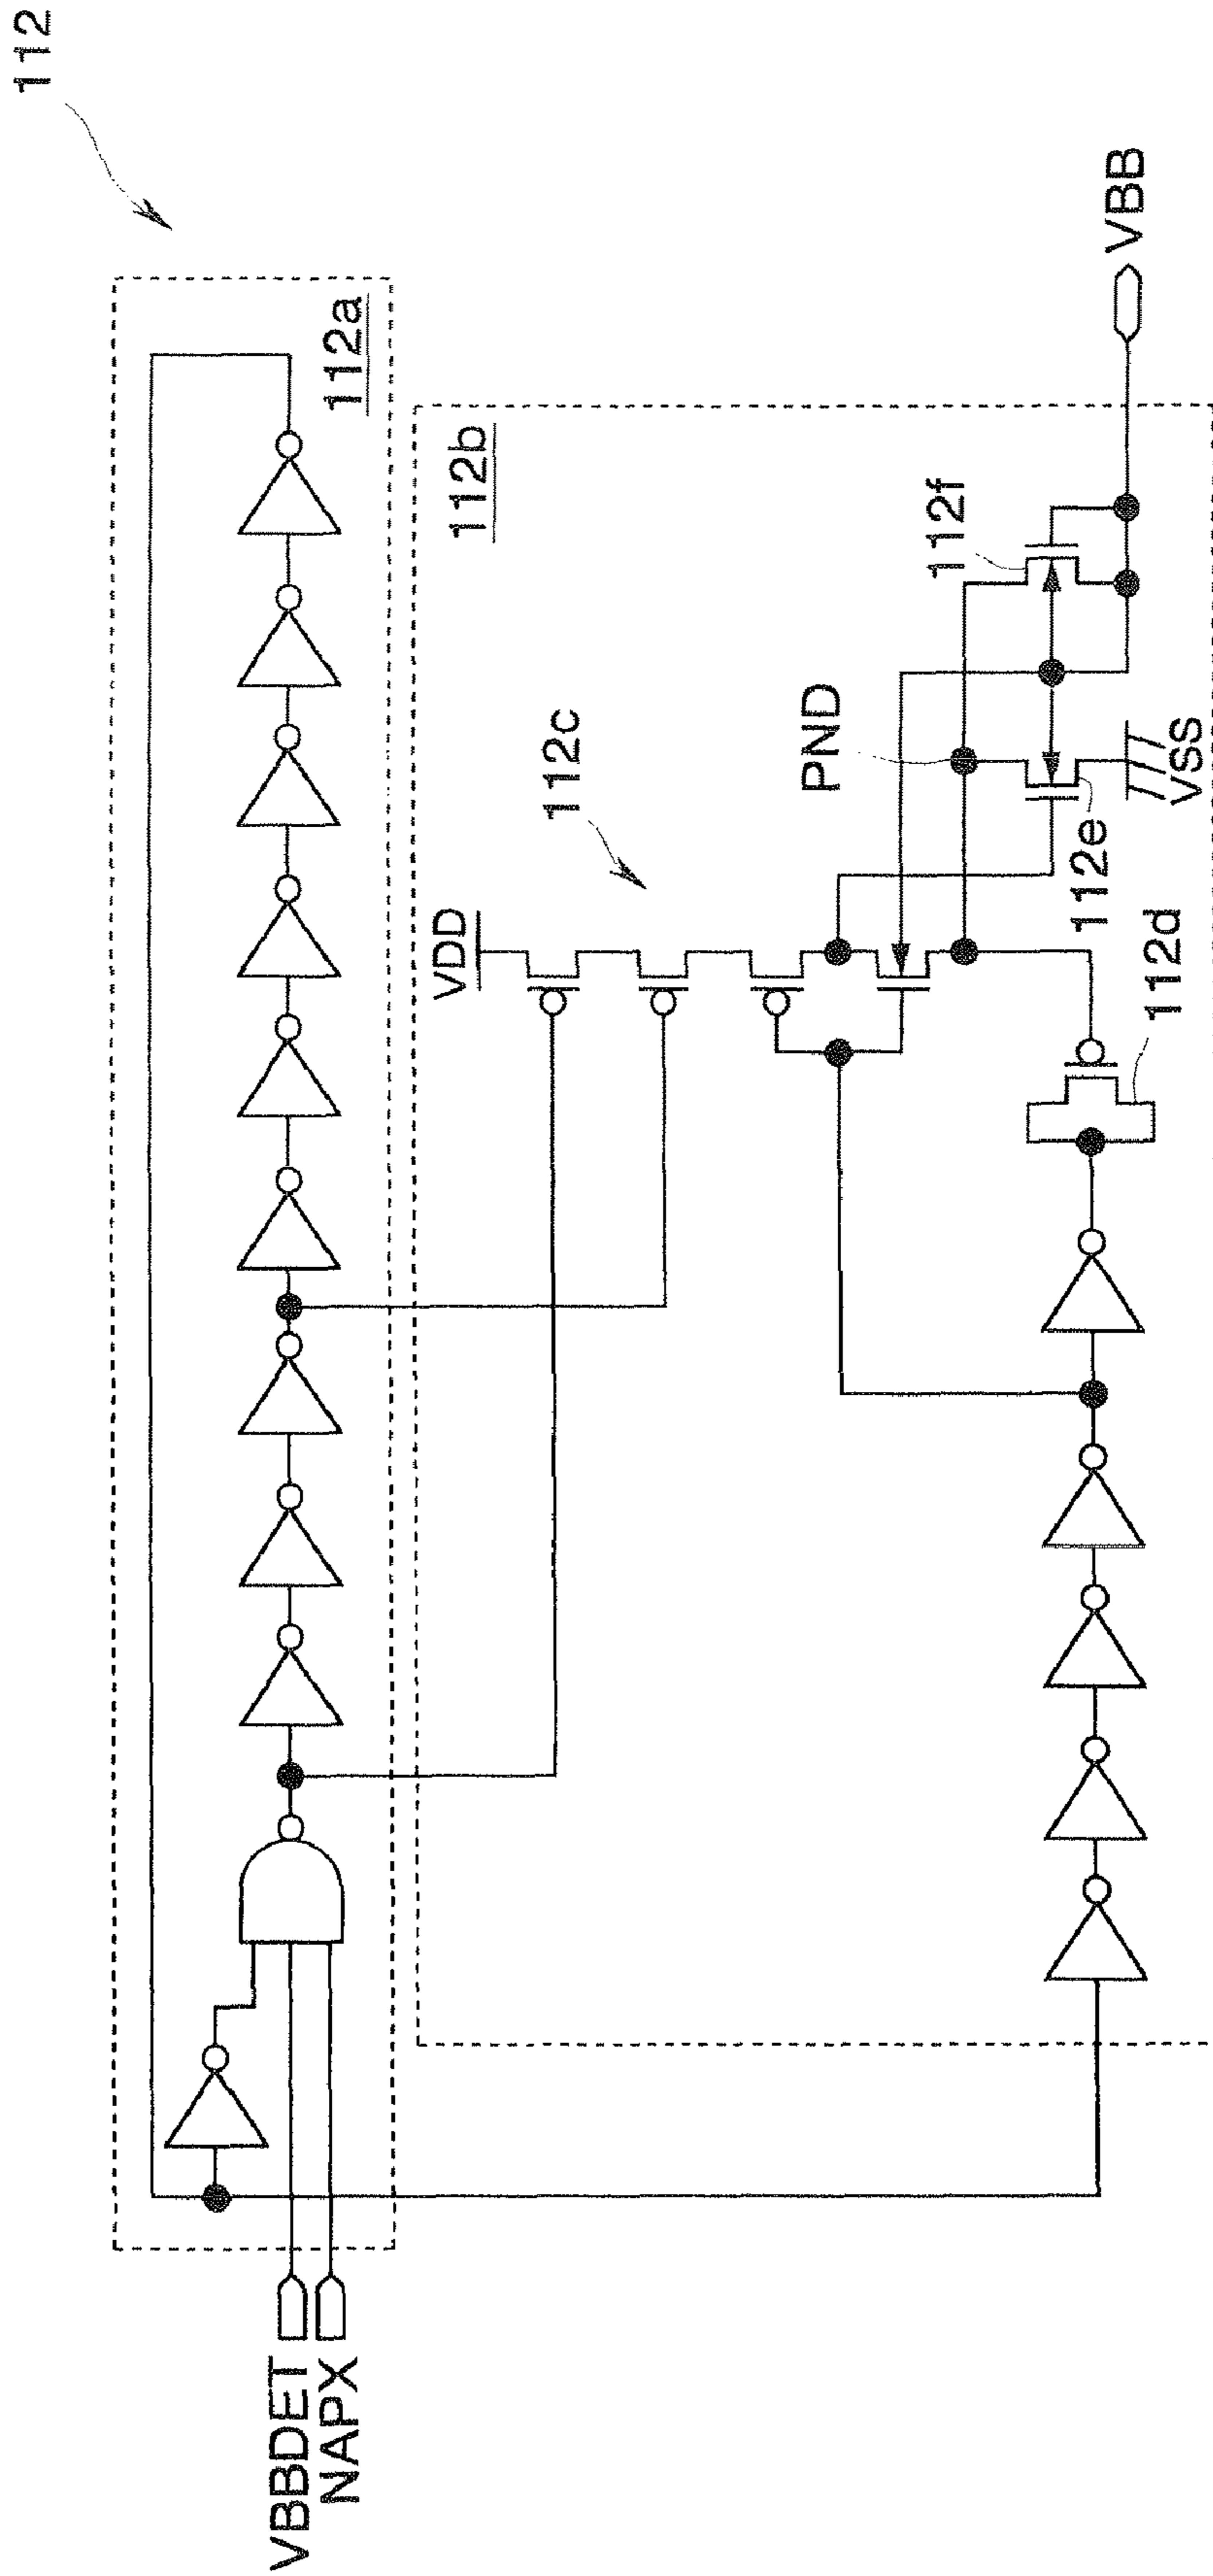 112
112a
112b
112c
VDD
PND
112f
VBB
112e
VSS
112d
VBBDET
NAPX